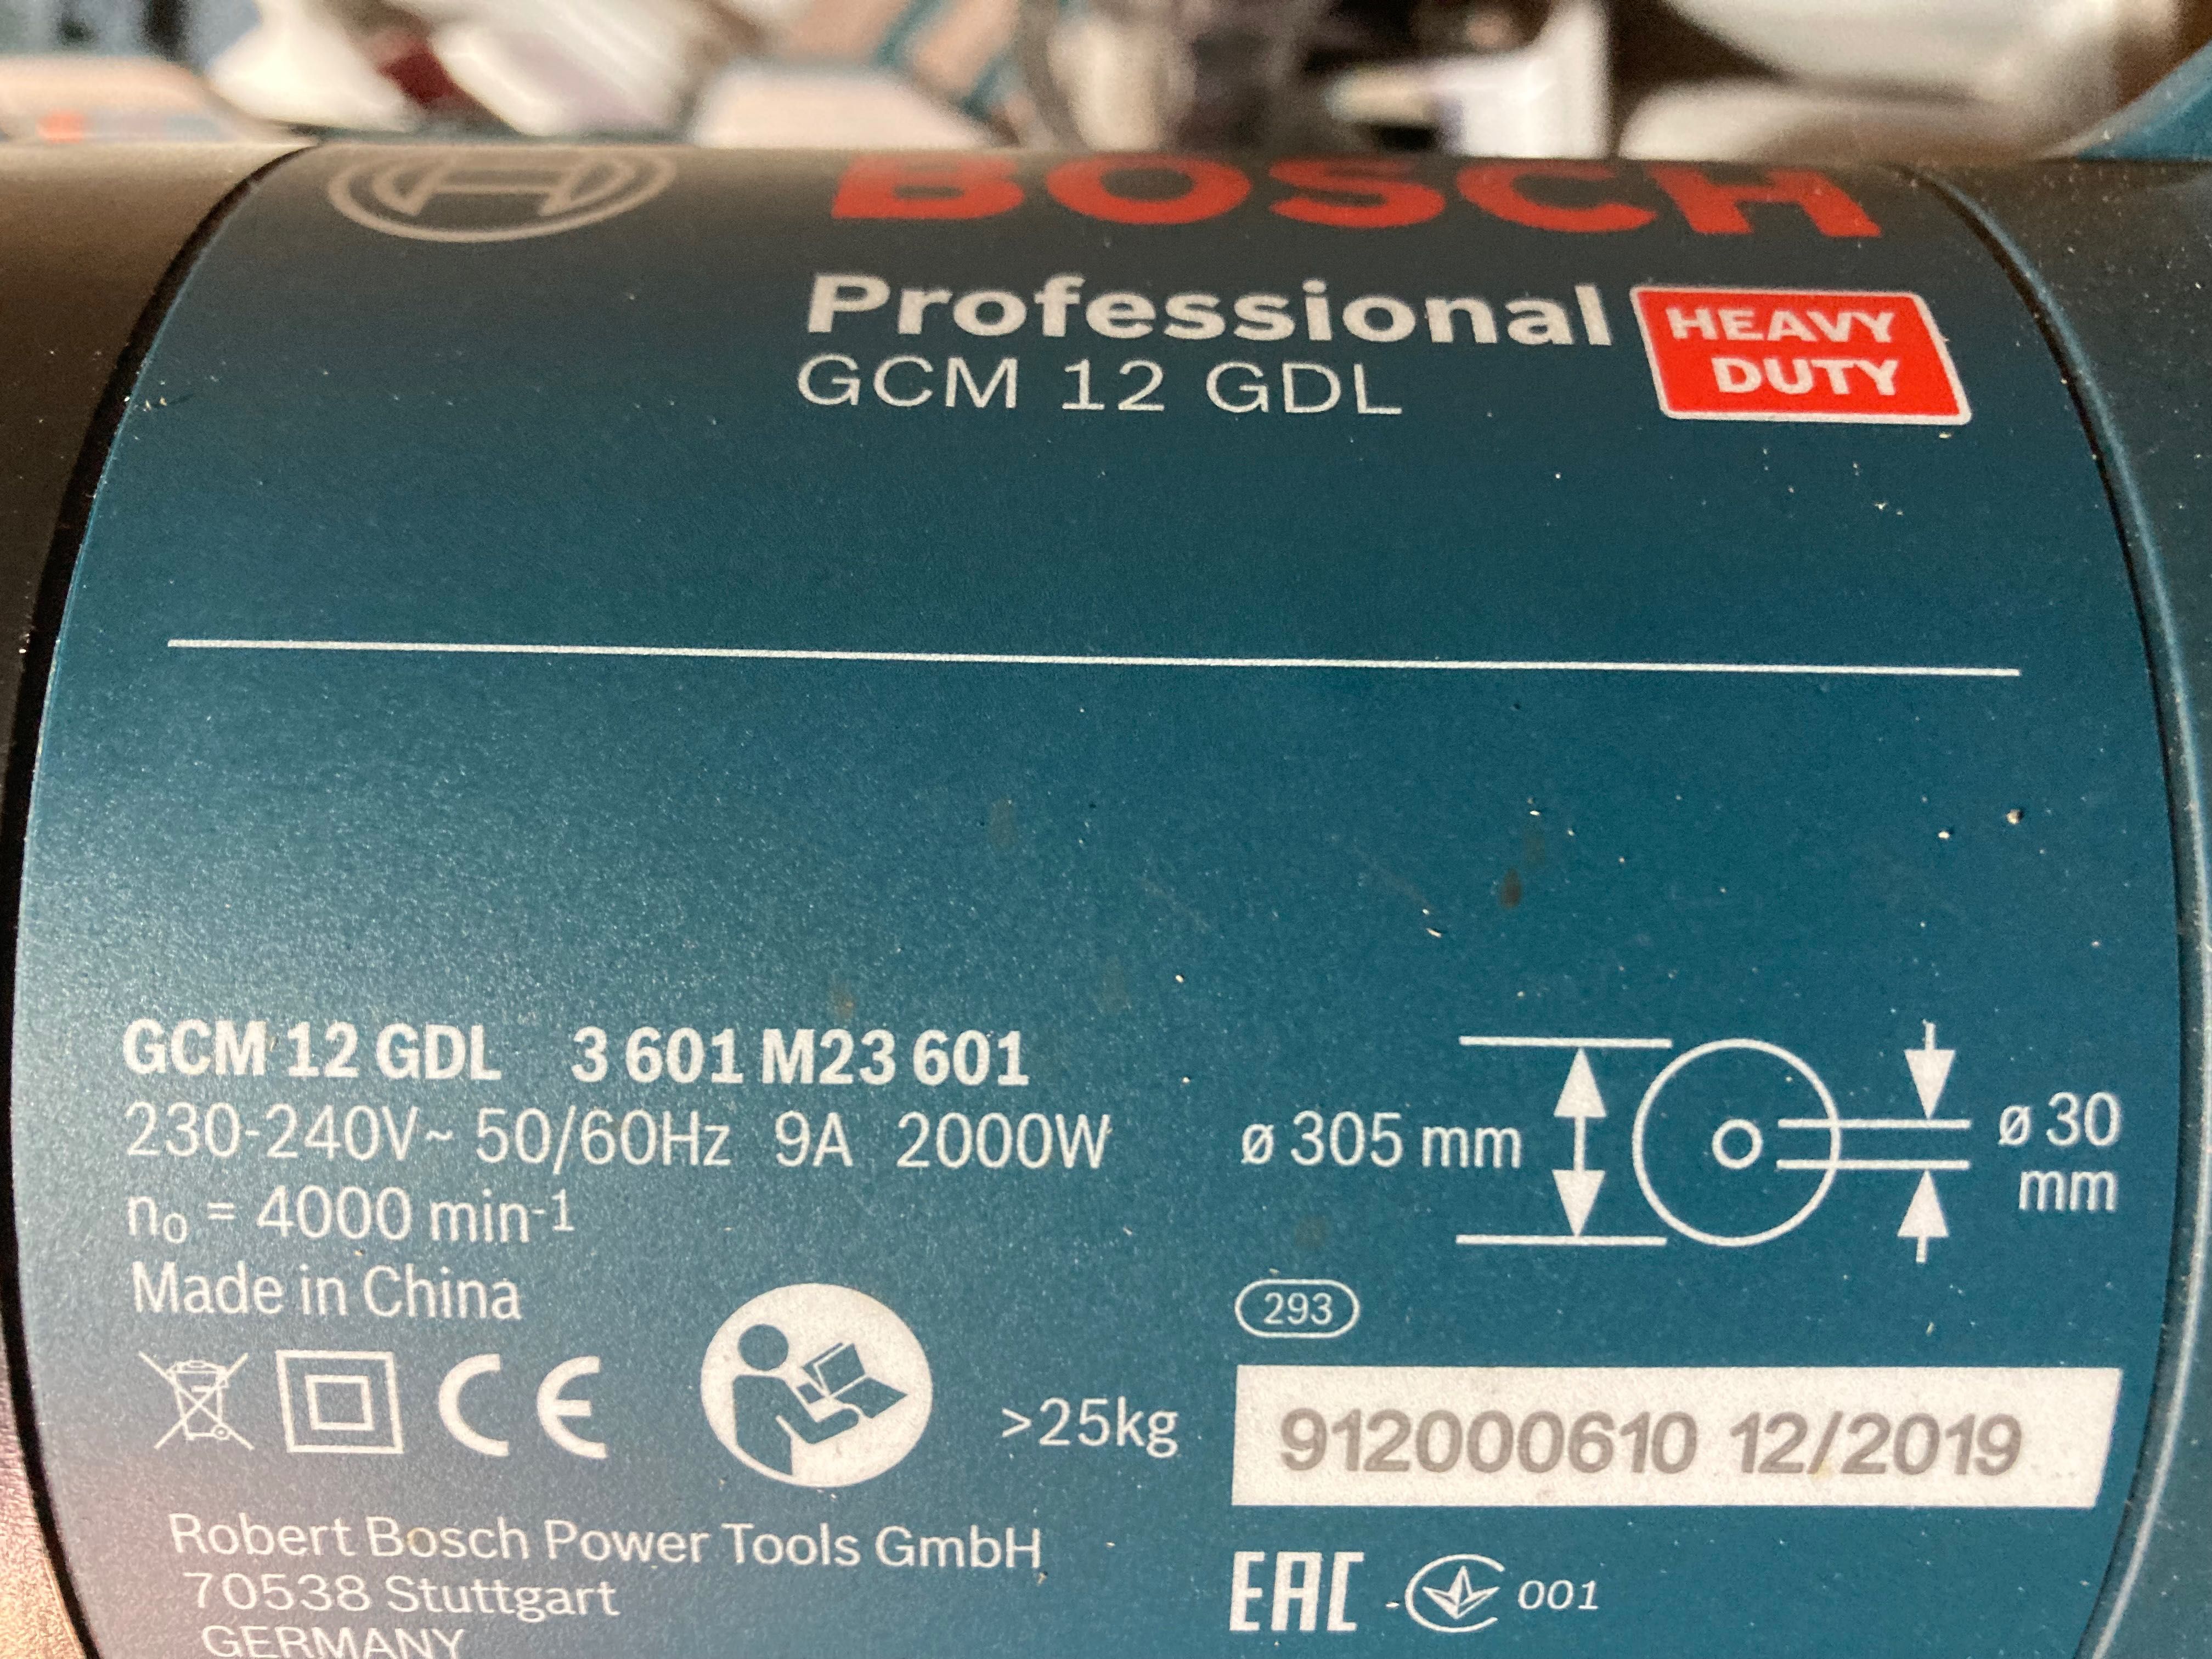 BOSCH
Professional
HEAVY
DUTY
GCM 12 GDL
GCM 12 GDL 3 601 M23 601
230-240V~ 50/60Hz 9A 2000W
n₀ = 4000 min-1
Made in China
ø 305 mm
ø 30
mm
293
>25kg
912000610 12/2019
CE
Robert Bosch Power Tools GmbH
70538 Stuttgart
GERMANY
EAC
001